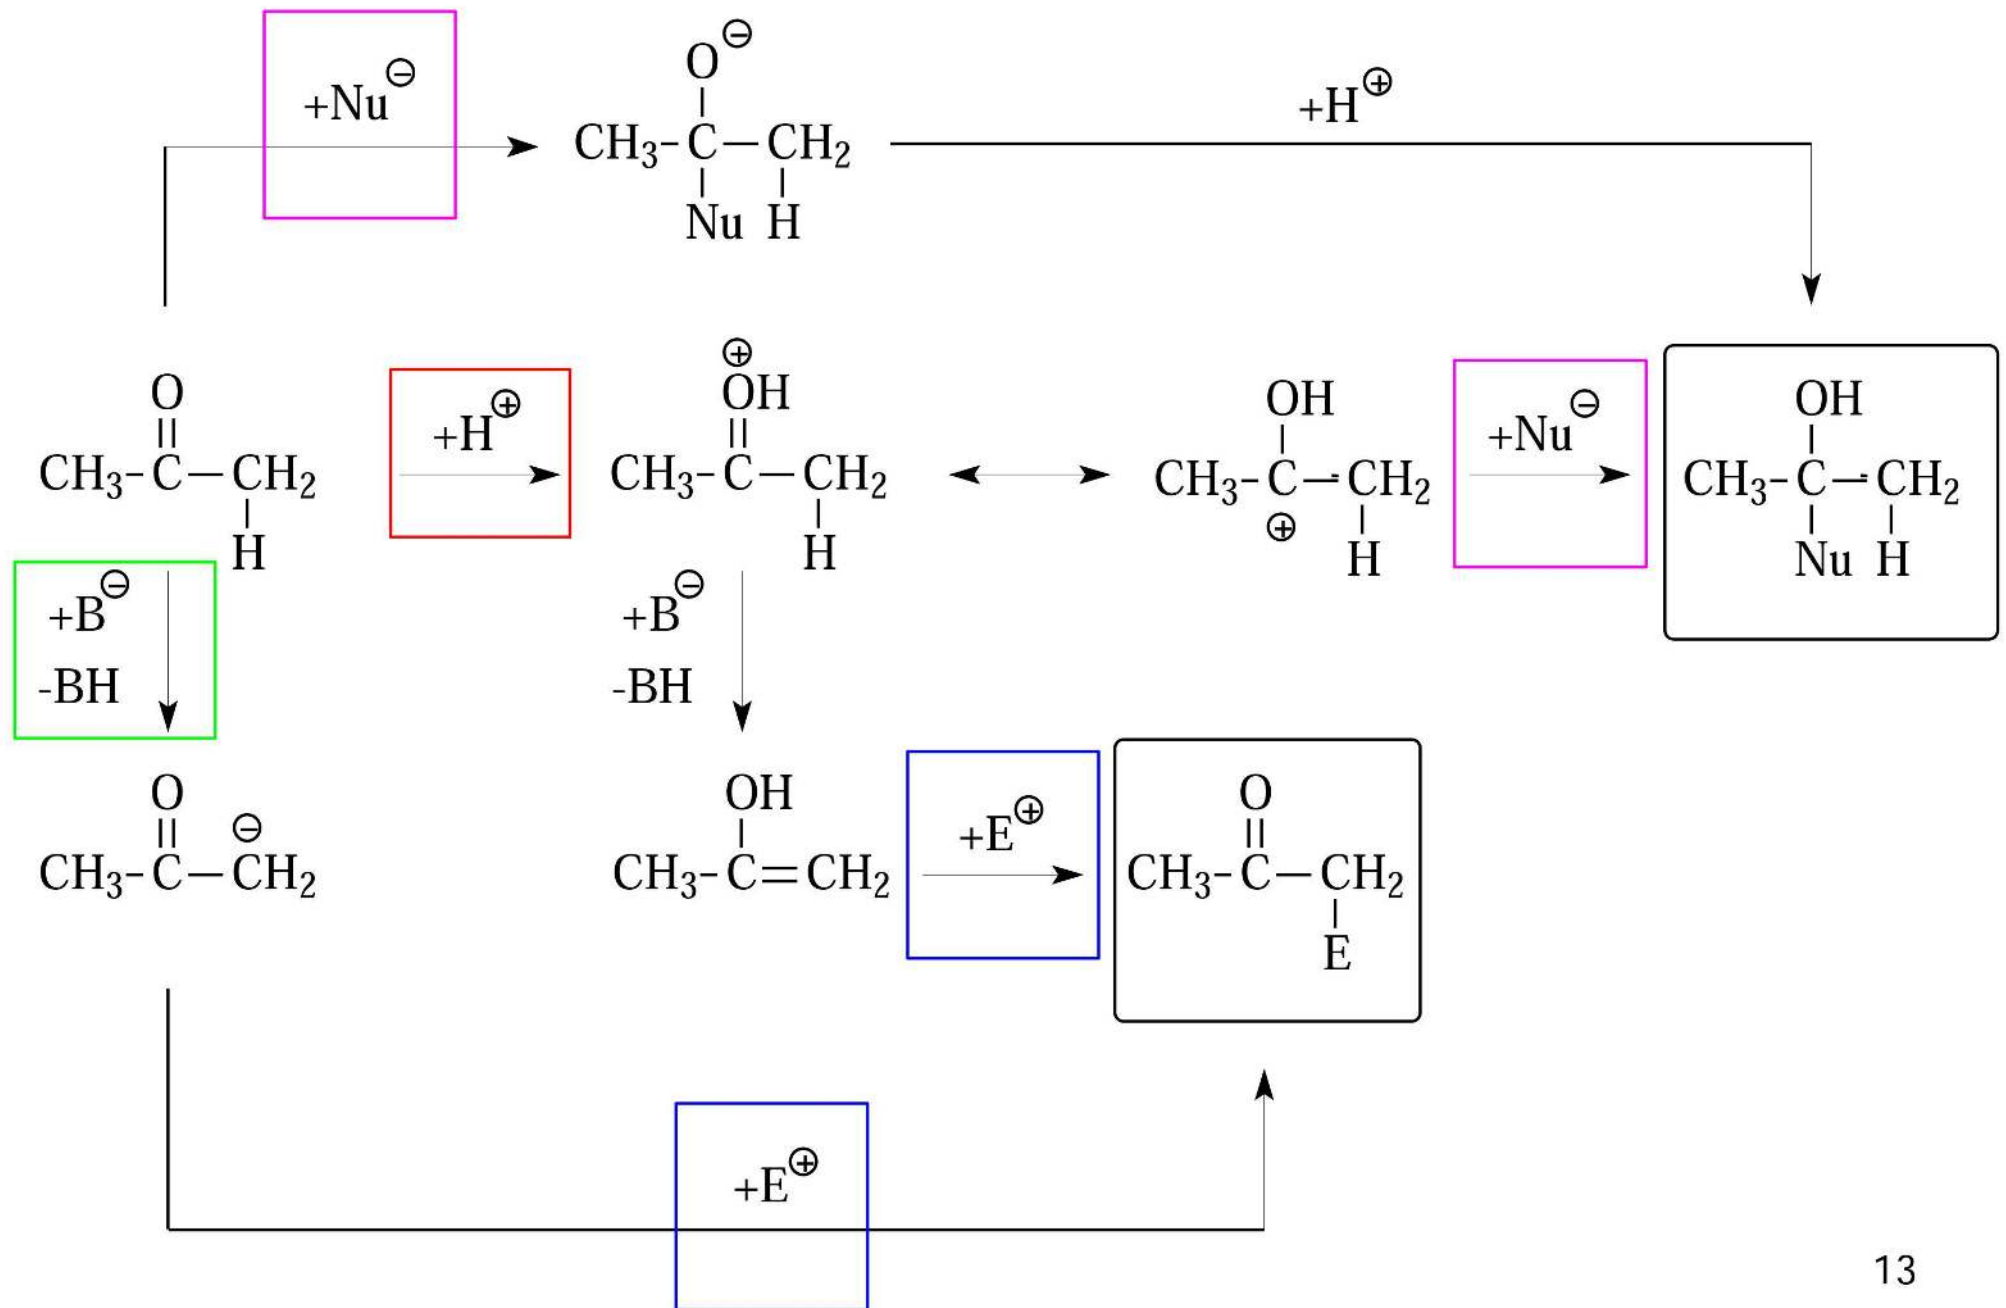 +Nu⊖
O⊖
CH3-C-CH2
Nu H
+H⊕
O
CH3-C-CH2
H
+H⊕
⊕
OH
CH3-C-CH2
H
OH
CH3-C-CH2
⊕
H
+Nu⊖
OH
CH3-C-CH2
Nu H
+B⊖
-BH
+B⊖
-BH
O
⊖
CH3-C-CH2
OH
CH3-C=CH2
+E⊕
O
CH3-C-CH2
E
+E⊕
13